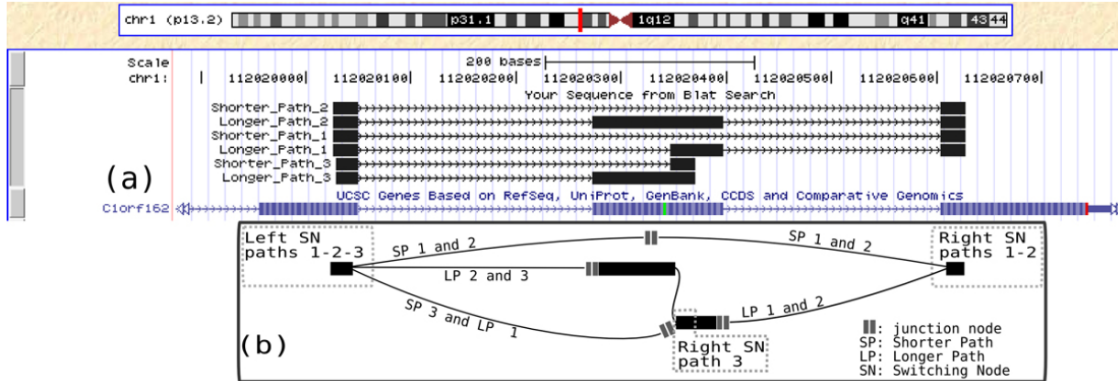 chr1 (p13.2) p31.1 1q12 q41 43 44
Scale 200 bases
chr1: 112020000 112020100 112020200 112020300 112020400 112020500 112020600 112020700
Your Sequence from Blat Search
Shorter_Path_2
Longer_Path_2
Shorter_Path_1
Longer_Path_1
Shorter_Path_3
Longer_Path_3
(a)
UCSC Genes Based on RefSeq, UniProt, GenBank, CCDS and Comparative Genomics
C1orf162
Left SN
paths 1-2-3
SP 1 and 2
SP 1 and 2
Right SN
paths 1-2
LP 2 and 3
SP 3 and LP 1
LP 1 and 2
(b)
Right SN
path 3
: junction node
SP: Shorter Path
LP: Longer Path
SN: Switching Node